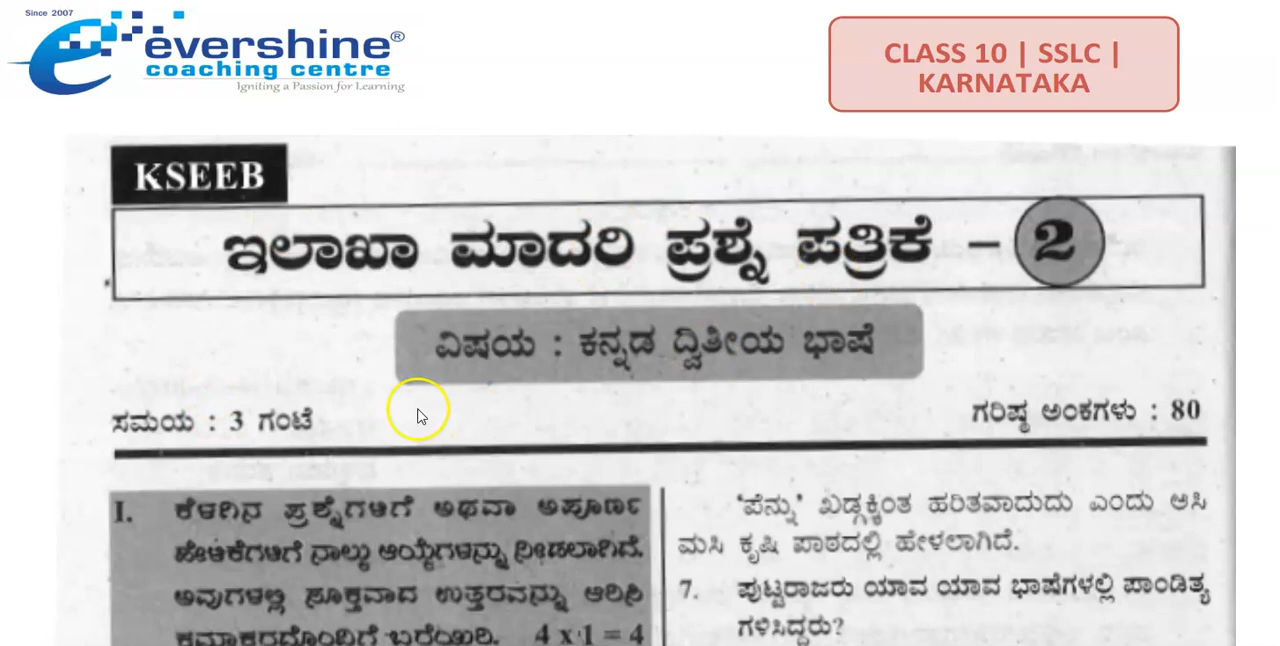 Since 2007
evershine®
coaching centre
Igniting a Passion for Learning
CLASS 10 | SSLC |
KARNATAKA
KSEEB
ಇಲಾಖಾ ಮಾದರಿ ಪ್ರಶ್ನೆ ಪತ್ರಿಕೆ - 2
ವಿಷಯ : ಕನ್ನಡ ದ್ವಿತೀಯ ಭಾಷೆ
ಸಮಯ : 3 ಗಂಟೆ
ಗರಿಷ್ಠ ಅಂಕಗಳು : 80
I. ಕೆಳಗಿನ ಪ್ರಶ್ನೆಗಳಿಗೆ ಅಥವಾ ಅಪೂರ್ಣ
ಹೇಳಿಕೆಗಳಿಗೆ ನಾಲ್ಕು ಆಯ್ಕೆಗಳನ್ನು ನೀಡಲಾಗಿದೆ.
ಅವುಗಳಲ್ಲಿ ಸೂಕ್ತವಾದ ಉತ್ತರವನ್ನು ಆರಿಸಿ
ಕ್ರಮಾಕ್ಷರದೊಂದಿಗೆ ಬರೆಯಿರಿ. 4 x 1 = 4
'ಪೆನ್ನು' ಖಡ್ಗಕ್ಕಿಂತ ಹರಿತವಾದುದು ಎಂದು ಅಸಿ
ಮಸಿ ಕೃಷಿ ಪಾಠದಲ್ಲಿ ಹೇಳಲಾಗಿದೆ.
7. ಪುಟ್ಟರಾಜರು ಯಾವ ಯಾವ ಭಾಷೆಗಳಲ್ಲಿ ಪಾಂಡಿತ್ಯ
ಗಳಿಸಿದ್ದರು?